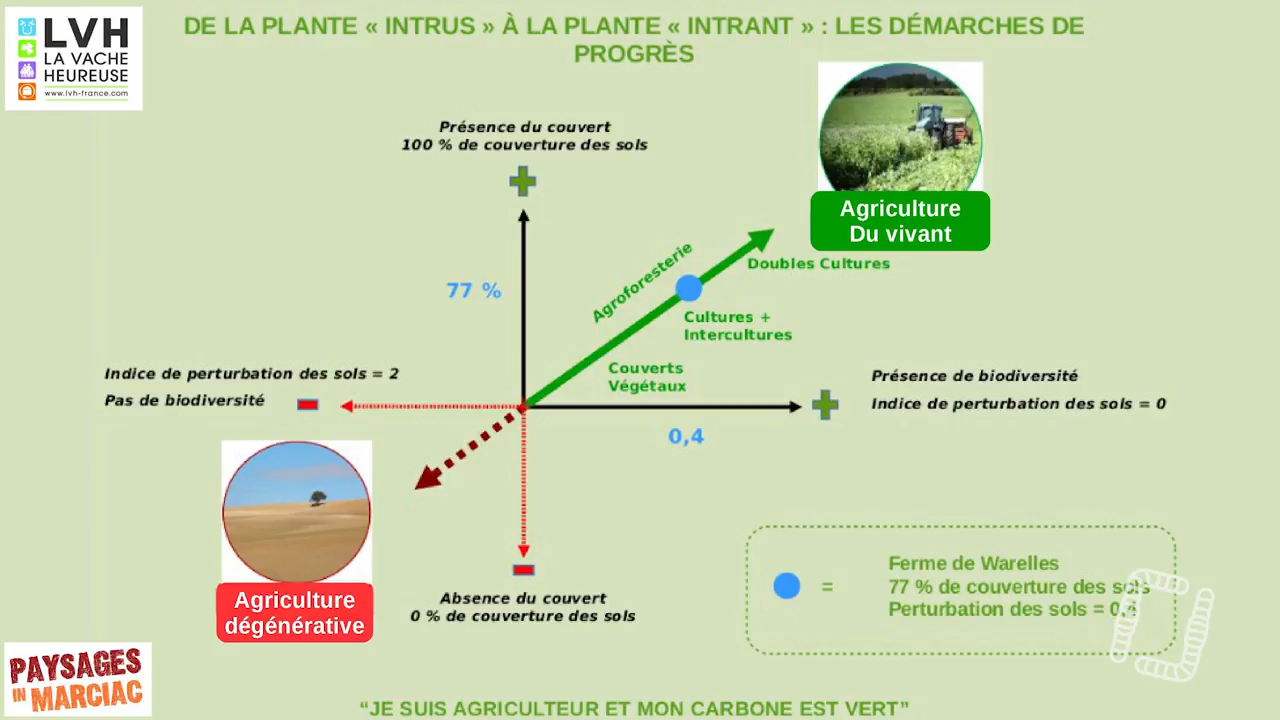 LVH
LA VACHE
HEUREUSE
www.lvh-france.com
DE LA PLANTE « INTRUS » À LA PLANTE « INTRANT » : LES DÉMARCHES DE
PROGRÈS
Présence du couvert
100 % de couverture des sols
Agriculture
Du vivant
Agroforesterie
Doubles Cultures
77 %
Cultures +
Intercultures
Couverts
Végétaux
Indice de perturbation des sols = 2
Pas de biodiversité
Présence de biodiversité
Indice de perturbation des sols = 0
0,4
Agriculture
dégénérative
Absence du couvert
0 % de couverture des sols
=
Ferme de Warelles
77 % de couverture des sols
Perturbation des sols = 0,4
PAYSAGES
IN MARCIAC
“JE SUIS AGRICULTEUR ET MON CARBONE EST VERT”